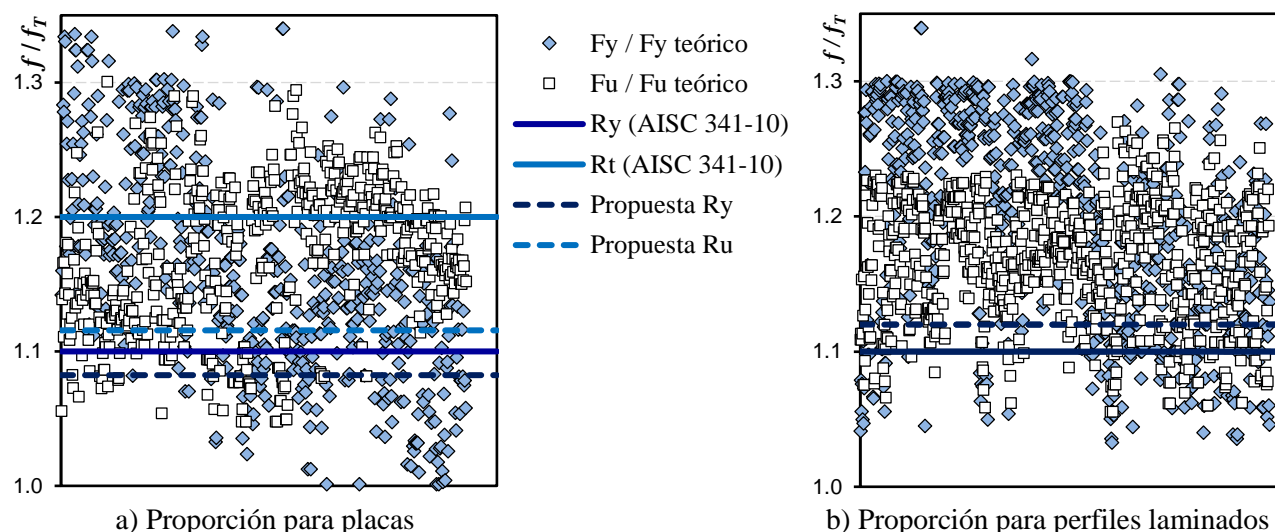 f / f_T
1.3
1.2
1.1
1.0
a) Proporción para placas
Fy / Fy teórico
Fu / Fu teórico
Ry (AISC 341-10)
Rt (AISC 341-10)
Propuesta Ry
Propuesta Ru
f / f_T
1.3
1.2
1.1
1.0
b) Proporción para perfiles laminados